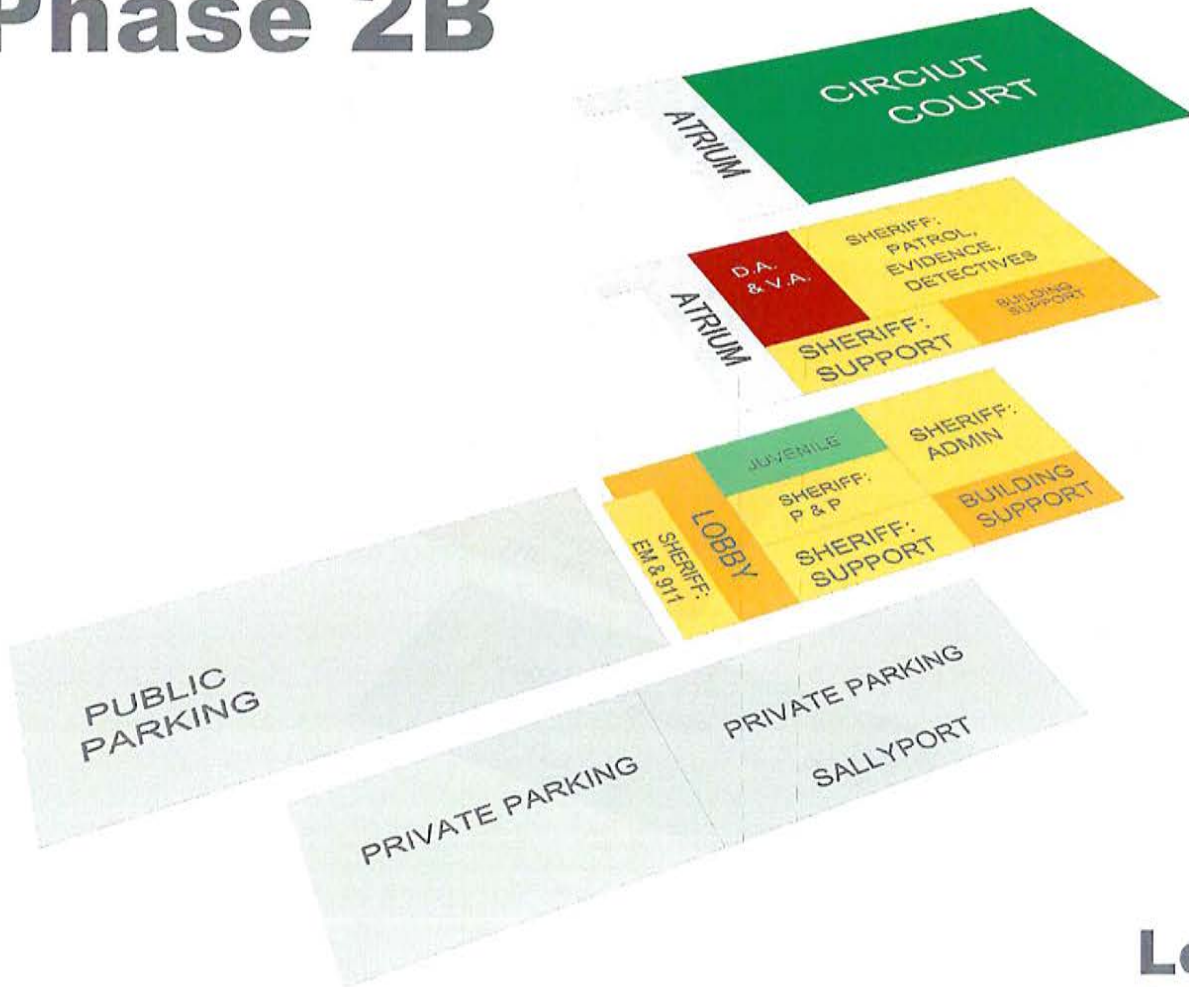 Phase 2B
CIRCIUT
COURT
ATRIUM
D.A.
& V.A.
SHERIFF:
PATROL,
EVIDENCE,
DETECTIVES
BUILDING
SUPPORT
SHERIFF:
SUPPORT
ATRIUM
JUVENILE
SHERIFF:
ADMIN
SHERIFF:
P & P
BUILDING
SUPPORT
LOBBY
SHERIFF:
SUPPORT
SHERIFF:
EM & 911
PUBLIC
PARKING
PRIVATE PARKING
SALLYPORT
PRIVATE PARKING